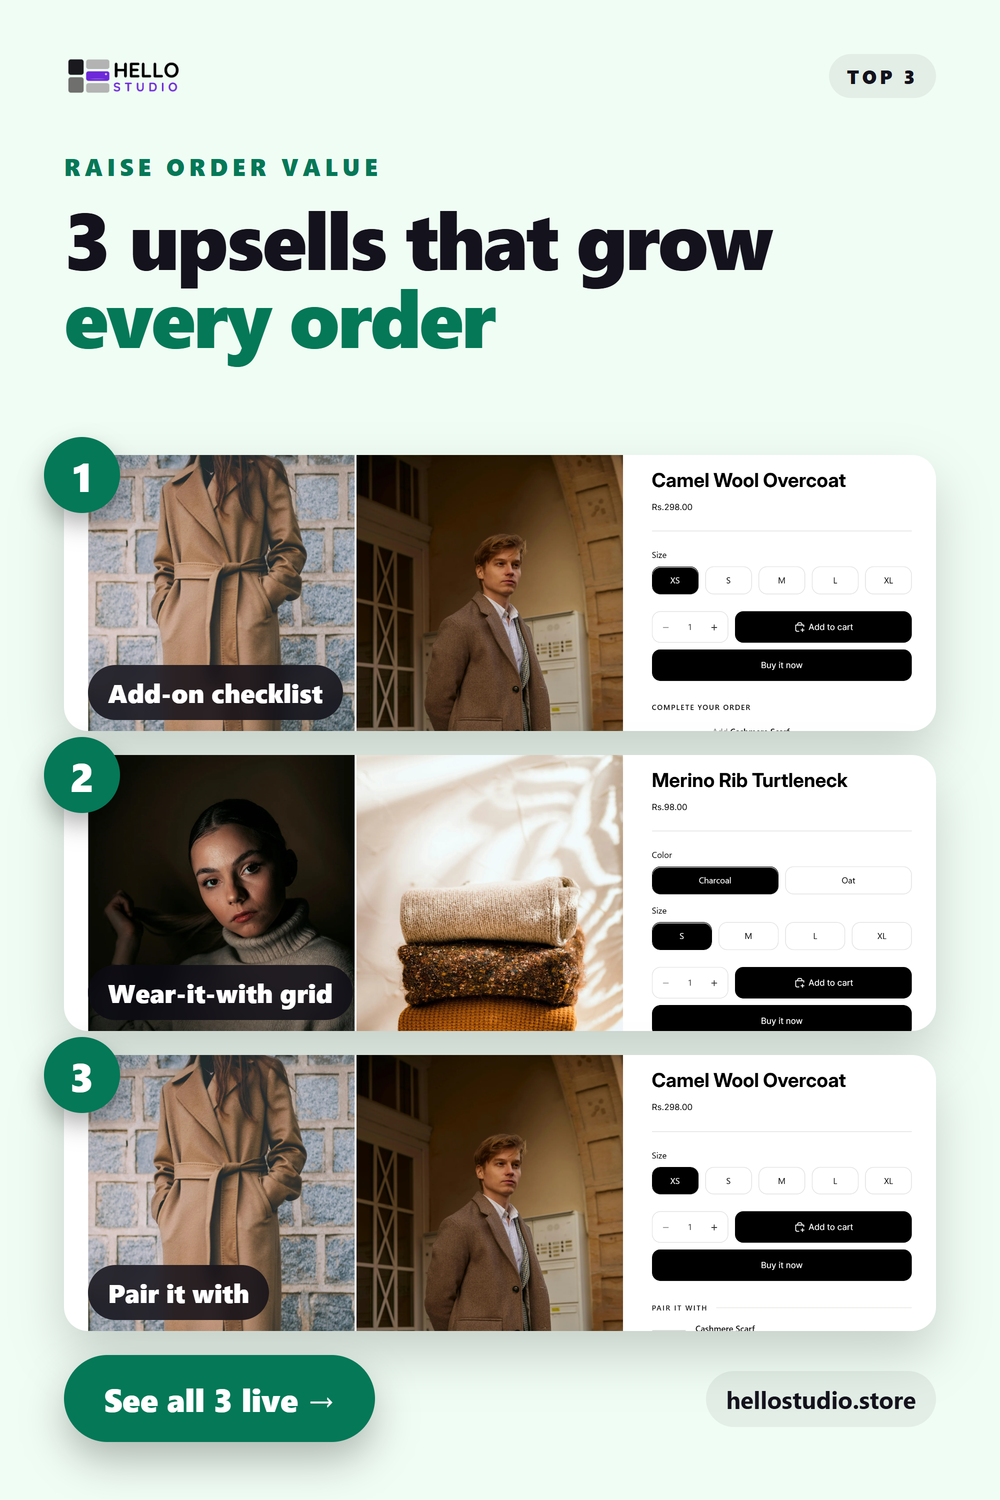 HELLO
STUDIO
TOP 3
RAISE ORDER VALUE
3 upsells that grow
every order
1
Camel Wool Overcoat
Rs.298.00
Size
XS S M L XL
− 1 + Add to cart
Buy it now
COMPLETE YOUR ORDER
Add Cashmere Scarf
Add-on checklist
2
Merino Rib Turtleneck
Rs.98.00
Color
Charcoal Oat
Size
S M L XL
− 1 + Add to cart
Buy it now
Wear-it-with grid
3
Camel Wool Overcoat
Rs.298.00
Size
XS S M L XL
− 1 + Add to cart
Buy it now
PAIR IT WITH
Cashmere Scarf
Pair it with
See all 3 live →
hellostudio.store